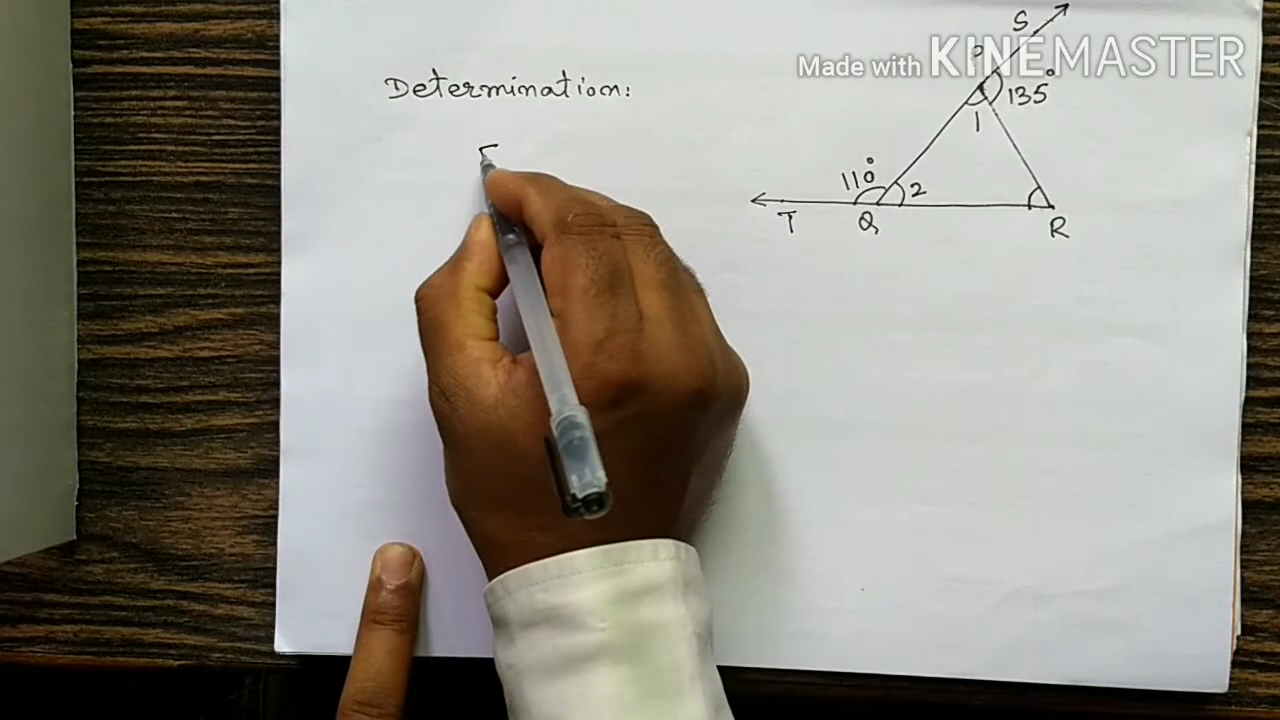 Determination:
S
P
Made with KINEMASTER
135°
1
110°
2
T
Q
R